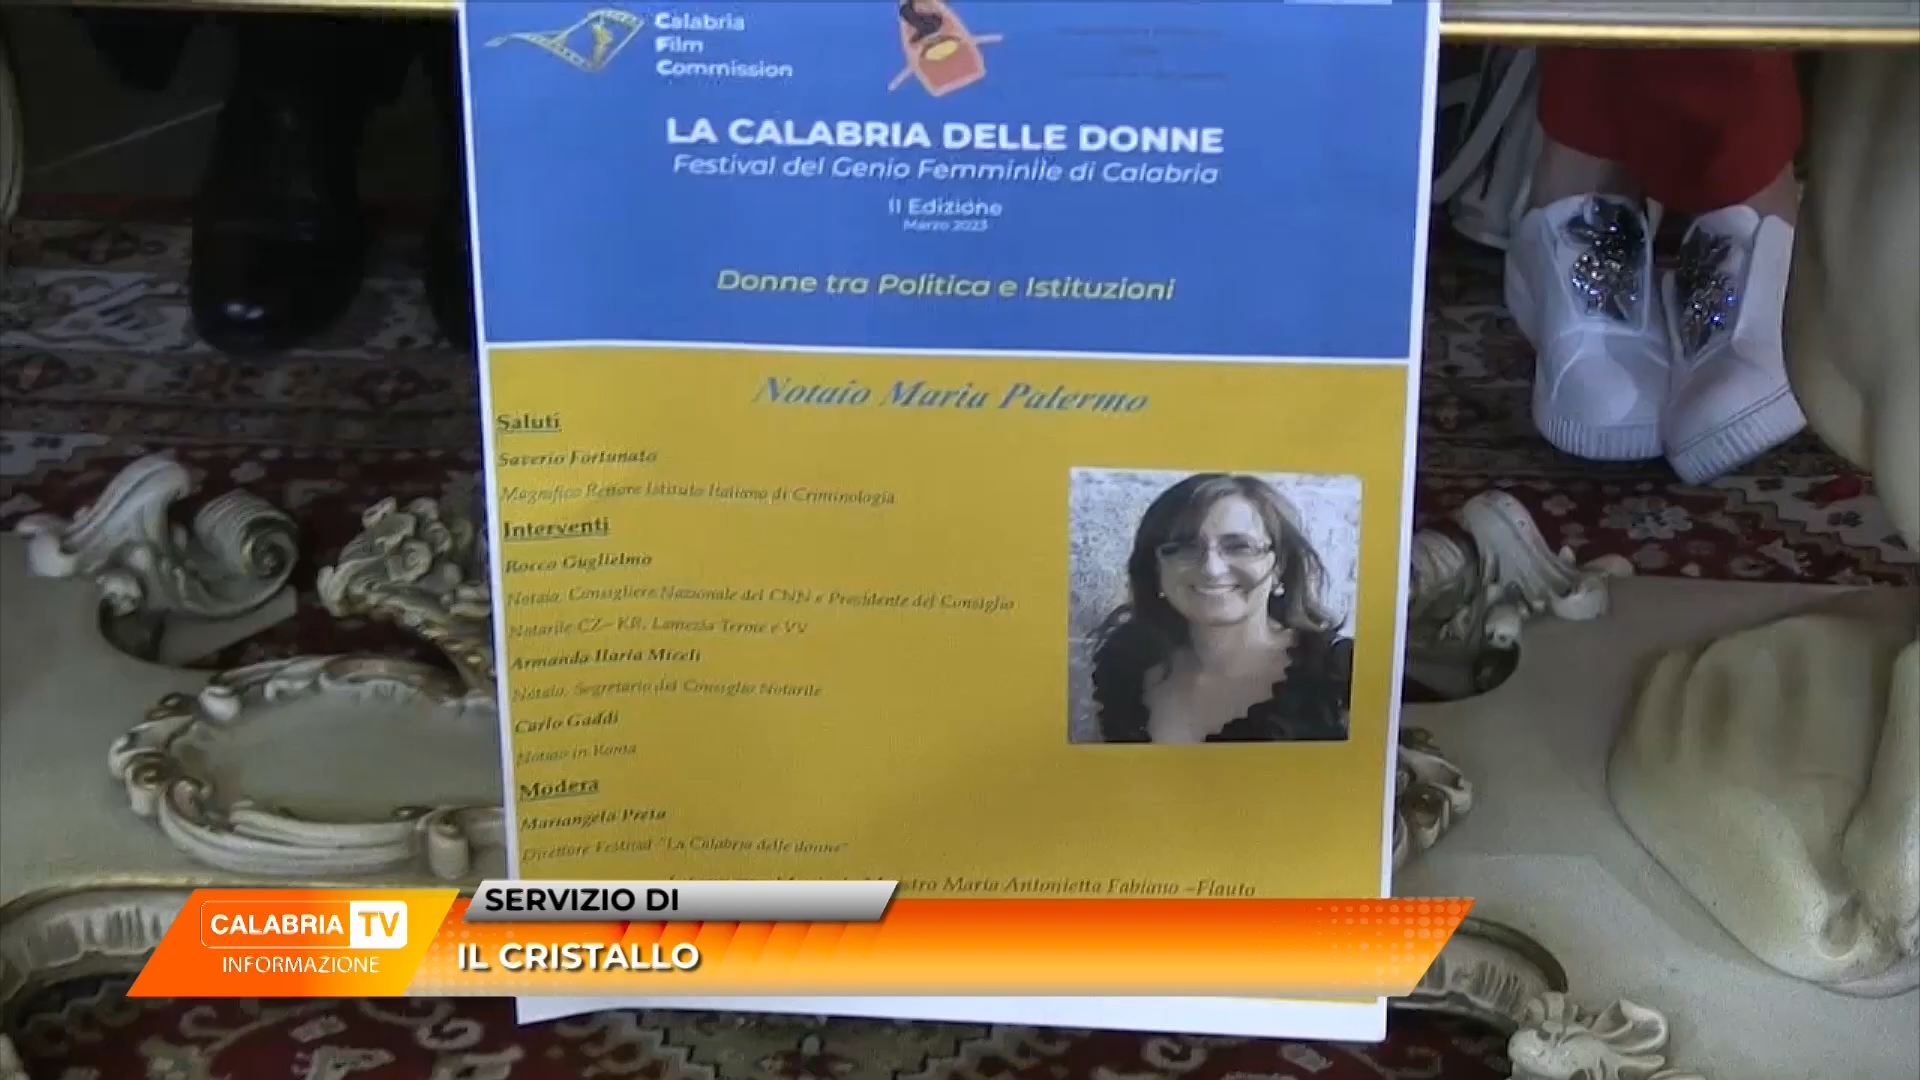 Calabria
Film
Commission
LA CALABRIA DELLE DONNE
Festival del Genio Femminile di Calabria
II Edizione
Marzo 2023
Donne tra Politica e Istituzioni
Notaio Maria Palermo
Saluti
Saverio Fortunato
Magnifico Rettore Istituto Italiano di Criminologia
Interventi
Rocco Guglielmo
Notaio, Consigliere Nazionale del CNN e Presidente del Consiglio
Notarile CZ- KR, Lamezia Terme e VV
Armanda Ilaria Miceli
Notaio, Segretario del Consiglio Notarile
Carlo Gaddi
Notaio in Roma
Modera
Mariangela Preta
Direttore Festival "La Calabria delle donne"
Maria Antonietta Fabiano –Flauto
SERVIZIO DI
CALABRIA TV
INFORMAZIONE
IL CRISTALLO